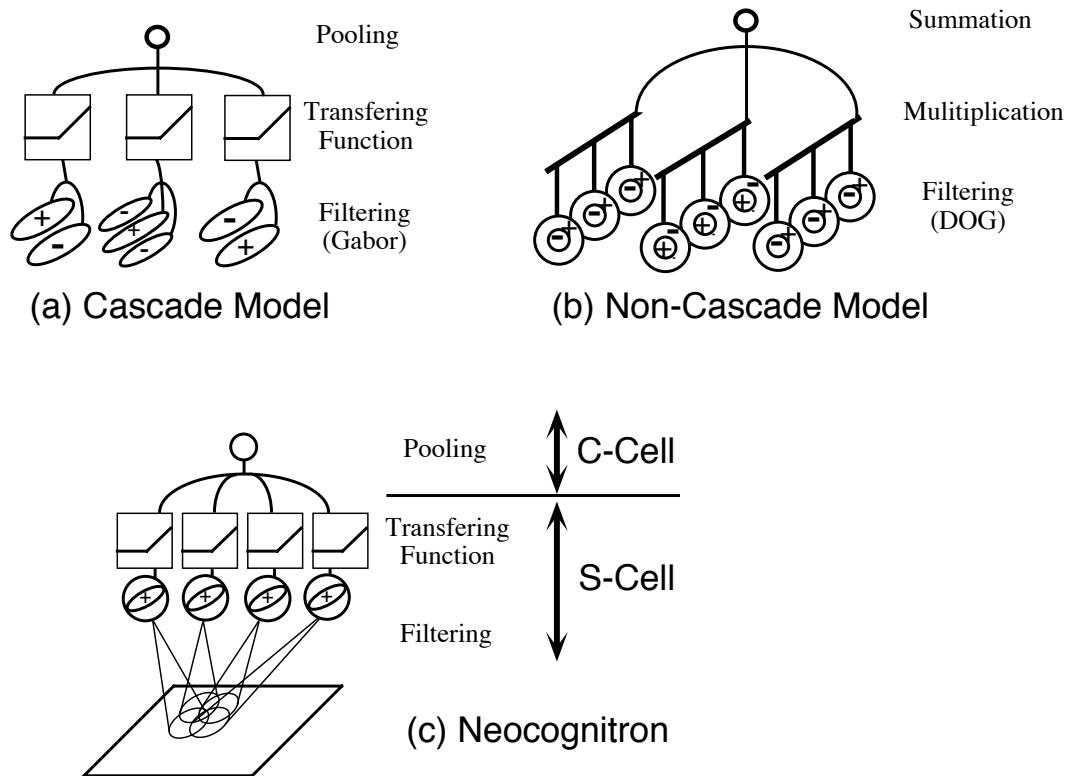 Pooling
Transfering
Function
Filtering
(Gabor)
+
-
-
+
-
-
+
(a) Cascade Model
Summation
Mulitiplication
Filtering
(DOG)
- +
- +
- +
+ -
+ -
+ -
- +
- +
- +
(b) Non-Cascade Model
Pooling
C-Cell
Transfering
Function
S-Cell
+ + + +
Filtering
(c) Neocognitron